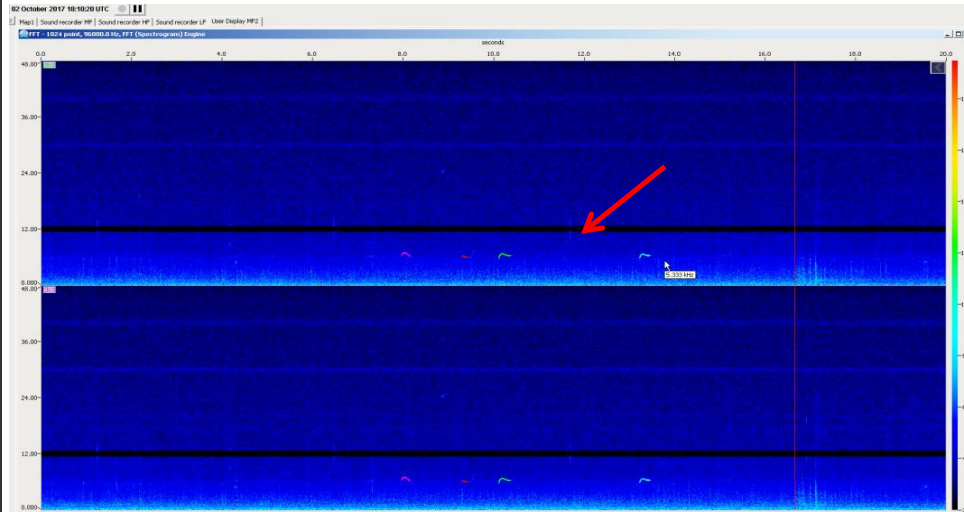 02 October 2017 18:10:20 UTC
Map1 | Sound recorder MF | Sound recorder HF | Sound recorder LF User Display MF2
FFT - 1024 point, 96000.0 Hz, FFT (Spectrogram) Engine
seconds
0.0 2.0 4.0 6.0 8.0 10.0 12.0 14.0 16.0 18.0 20.0
48.00
36.00
24.00
12.00
5.333 kHz
0.000
48.00
36.00
24.00
12.00
0.000